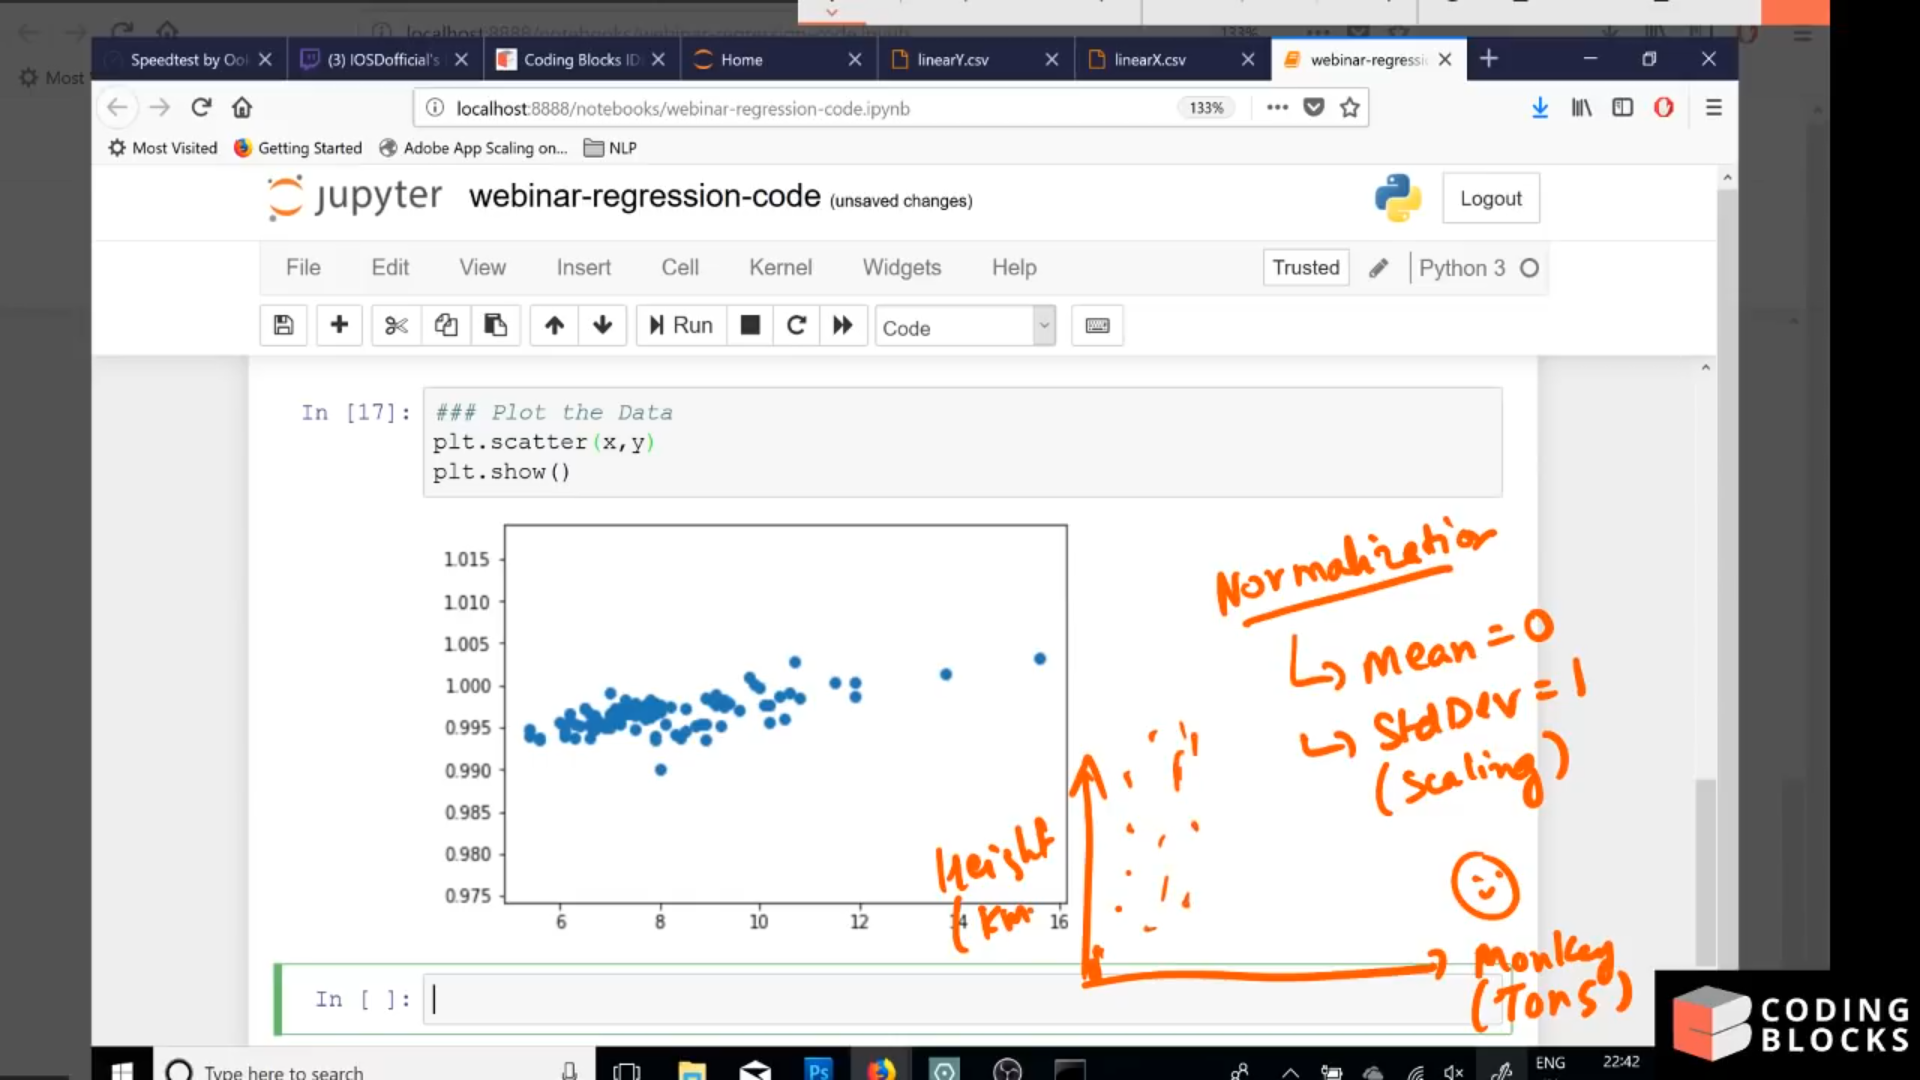 Speedtest by Ool
(3) IOSDofficial's
Coding Blocks ID
Home
linearY.csv
linearX.csv
webinar-regressi
localhost:8888/notebooks/webinar-regression-code.ipynb
133%
Most Visited
Getting Started
Adobe App Scaling on...
NLP
jupyter
webinar-regression-code (unsaved changes)
Logout
File Edit View Insert Cell Kernel Widgets Help
Trusted
Python 3
Run
Code
In [17]:
### Plot the Data
plt.scatter(x,y)
plt.show()
1.015
1.010
1.005
1.000
0.995
0.990
0.985
0.980
0.975
6 8 10 12 14 16
Normalization
Mean = 0
Std Dev = 1
(Scaling)
Height
(Km
Monkey
(Tons)
In [ ]:
CODING
BLOCKS
Type here to search
Ps
ENG
22:42